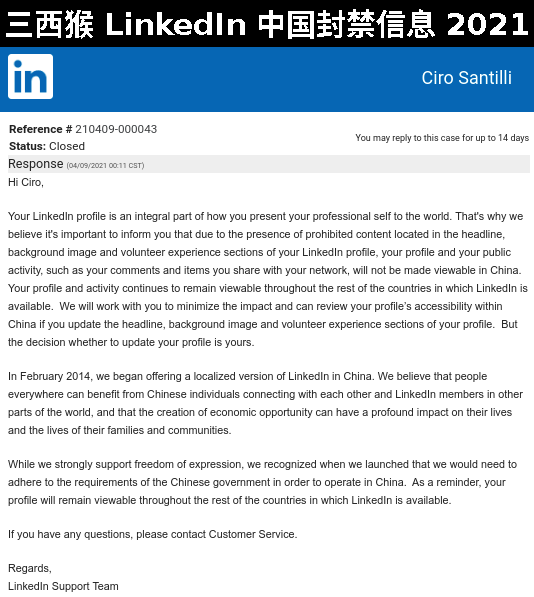 三西猴 LinkedIn 中国封禁信息 2021
in
Ciro Santilli
Reference # 210409-000043
Status: Closed
You may reply to this case for up to 14 days
Response (04/09/2021 00:11 CST)
Hi Ciro,
Your LinkedIn profile is an integral part of how you present your professional self to the world. That's why we
believe it's important to inform you that due to the presence of prohibited content located in the headline,
background image and volunteer experience sections of your LinkedIn profile, your profile and your public
activity, such as your comments and items you share with your network, will not be made viewable in China.
Your profile and activity continues to remain viewable throughout the rest of the countries in which LinkedIn is
available.  We will work with you to minimize the impact and can review your profile's accessibility within
China if you update the headline, background image and volunteer experience sections of your profile.  But
the decision whether to update your profile is yours.
In February 2014, we began offering a localized version of LinkedIn in China. We believe that people
everywhere can benefit from Chinese individuals connecting with each other and LinkedIn members in other
parts of the world, and that the creation of economic opportunity can have a profound impact on their lives
and the lives of their families and communities.
While we strongly support freedom of expression, we recognized when we launched that we would need to
adhere to the requirements of the Chinese government in order to operate in China.  As a reminder, your
profile will remain viewable throughout the rest of the countries in which LinkedIn is available.
If you have any questions, please contact Customer Service.
Regards,
LinkedIn Support Team